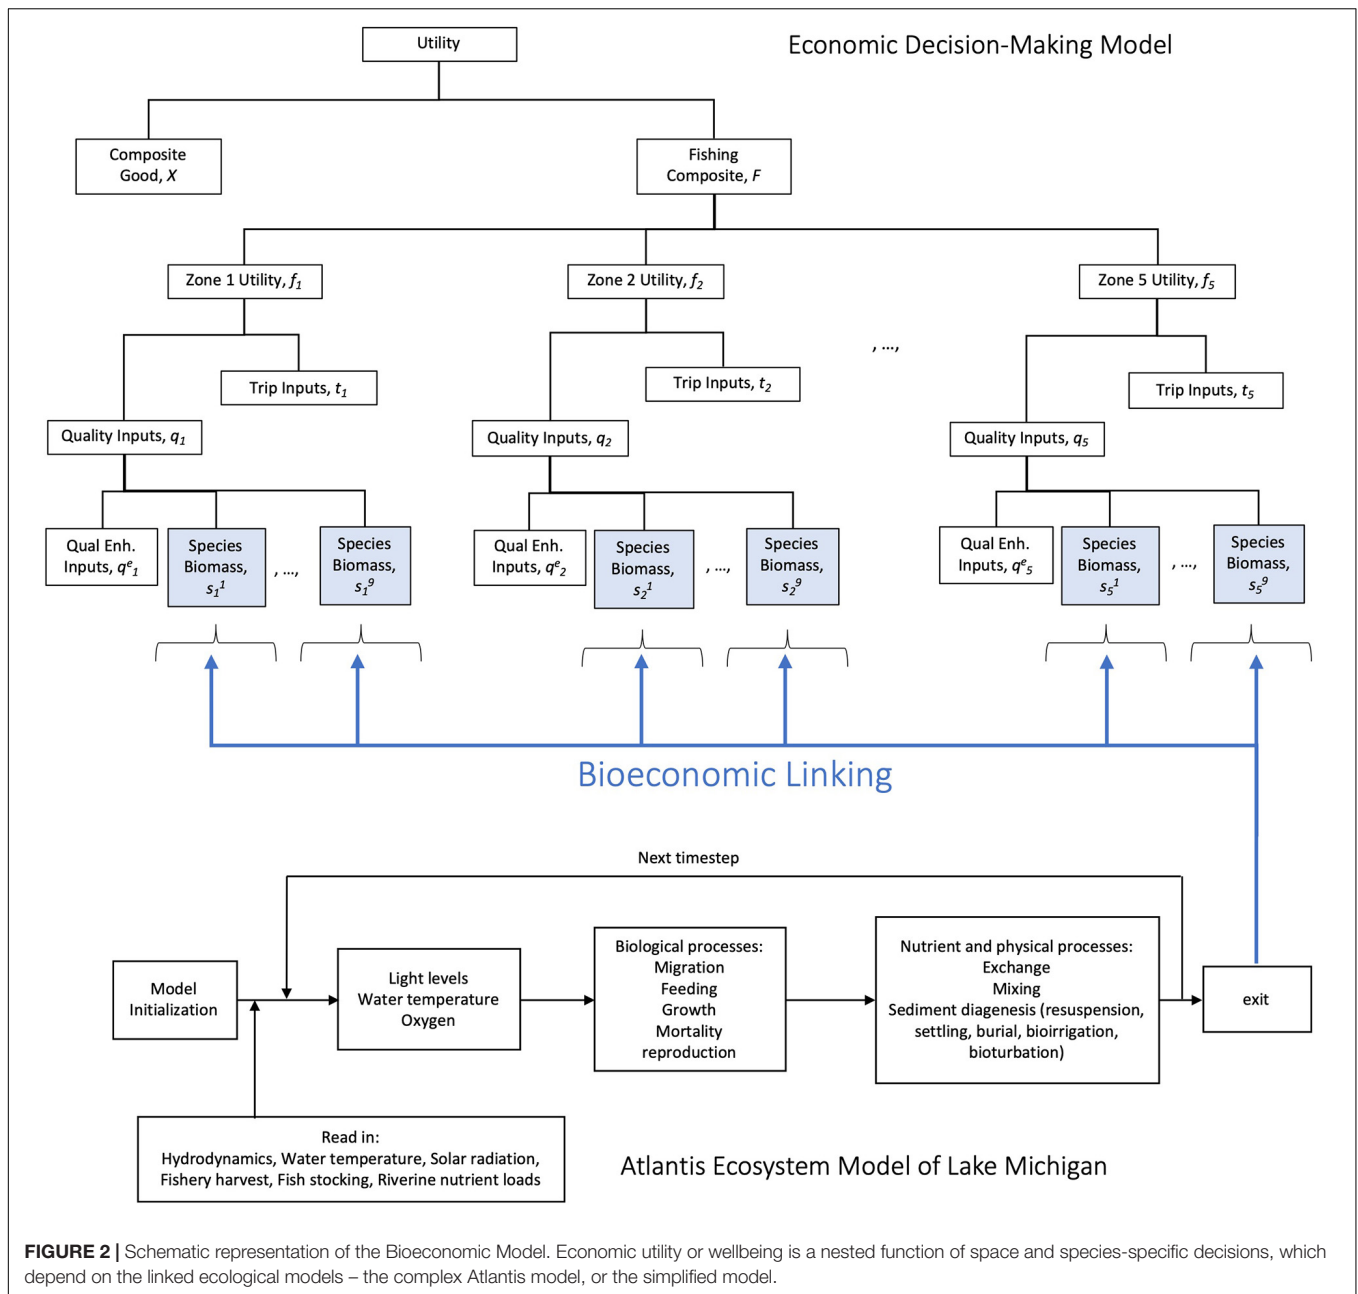 Utility
Economic Decision-Making Model
Composite
Good, X
Fishing
Composite, F
Zone 1 Utility, f1
Zone 2 Utility, f2
Zone 5 Utility, f5
, ...,
Trip Inputs, t1
Trip Inputs, t2
Trip Inputs, t5
Quality Inputs, q1
Quality Inputs, q2
Quality Inputs, q5
Qual Enh.
Inputs, qe1
Species
Biomass,
s11
, ...,
Species
Biomass,
s19
Qual Enh.
Inputs, qe2
Species
Biomass,
s21
, ...,
Species
Biomass,
s29
Qual Enh.
Inputs, qe5
Species
Biomass,
s51
, ...,
Species
Biomass,
s59
Bioeconomic Linking
Next timestep
Model
Initialization
Light levels
Water temperature
Oxygen
Biological processes:
Migration
Feeding
Growth
Mortality
reproduction
Nutrient and physical processes:
Exchange
Mixing
Sediment diagenesis (resuspension,
settling, burial, bioirrigation,
bioturbation)
exit
Read in:
Hydrodynamics, Water temperature, Solar radiation,
Fishery harvest, Fish stocking, Riverine nutrient loads
Atlantis Ecosystem Model of Lake Michigan
FIGURE 2 | Schematic representation of the Bioeconomic Model. Economic utility or wellbeing is a nested function of space and species-specific decisions, which
depend on the linked ecological models – the complex Atlantis model, or the simplified model.